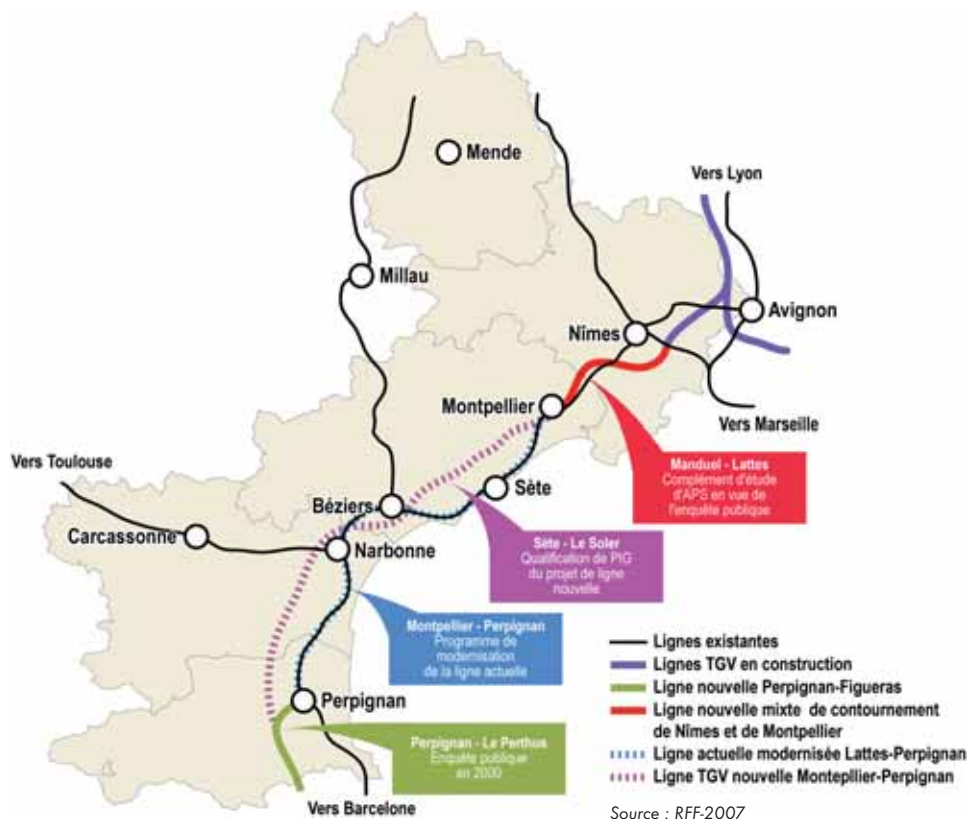 Mende
Vers Lyon
Millau
Avignon
Nîmes
Montpellier
Vers Marseille
Vers Toulouse
Manduel - Lattes
Complément d'étude
d'APS en vue de
l'enquête publique
Sète
Béziers
Carcassonne
Narbonne
Sète - Le Soler
Qualification de PIG
du projet de ligne
nouvelle
Montpellier - Perpignan
Programme de
modernisation
de la ligne actuelle
Perpignan
Perpignan - Le Perthus
Enquête publique
en 2000
Vers Barcelone
Lignes existantes
Lignes TGV en construction
Ligne nouvelle Perpignan-Figueras
Ligne nouvelle mixte de contournement
de Nîmes et de Montpellier
Ligne actuelle modernisée Lattes-Perpignan
Ligne TGV nouvelle Montepllier-Perpignan
Source : RFF-2007